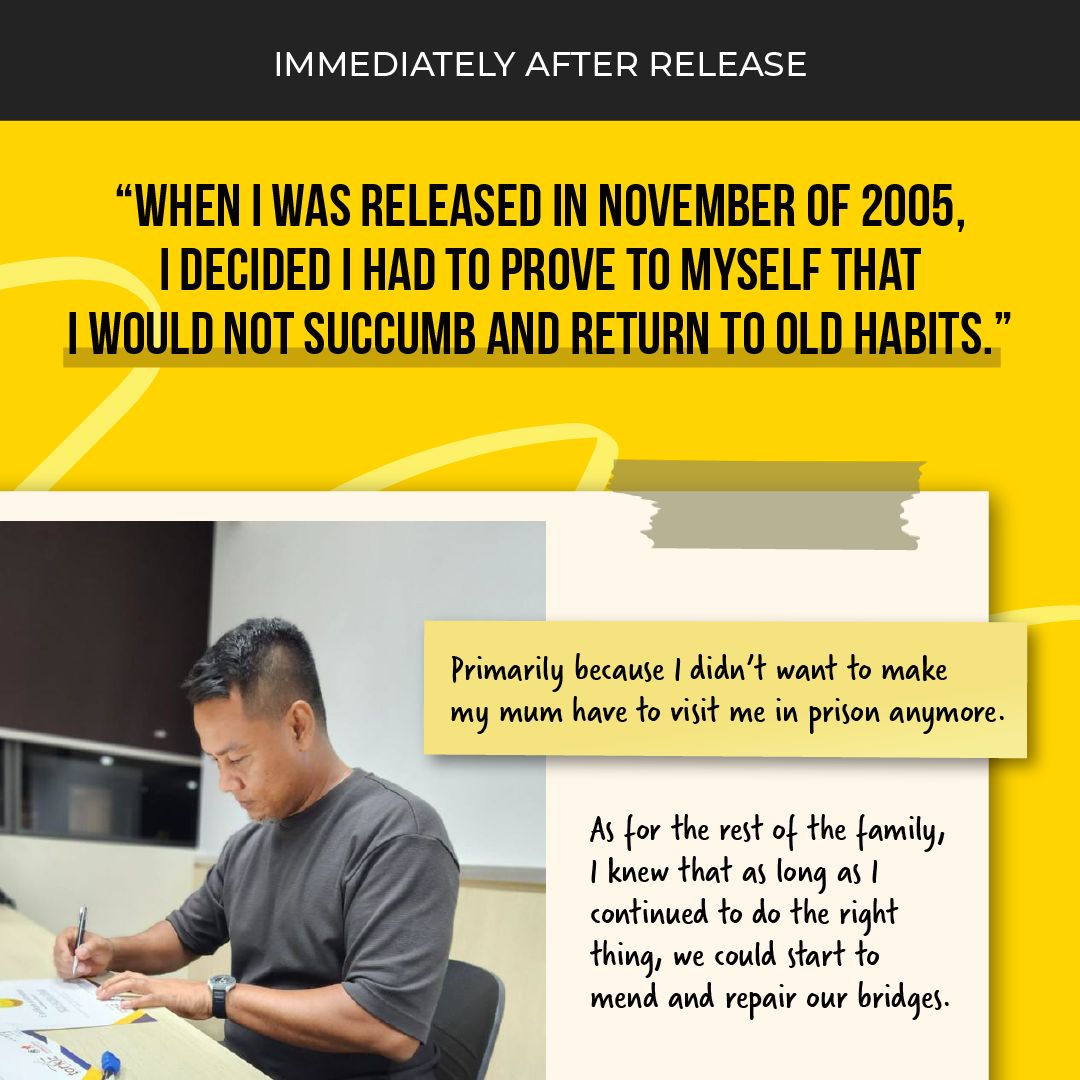 IMMEDIATELY AFTER RELEASE
“WHEN I WAS RELEASED IN NOVEMBER OF 2005,
I DECIDED I HAD TO PROVE TO MYSELF THAT
I WOULD NOT SUCCUMB AND RETURN TO OLD HABITS.”
Primarily because I didn’t want to make
my mum have to visit me in prison anymore.
As for the rest of the family,
I knew that as long as I
continued to do the right
thing, we could start to
mend and repair our bridges.